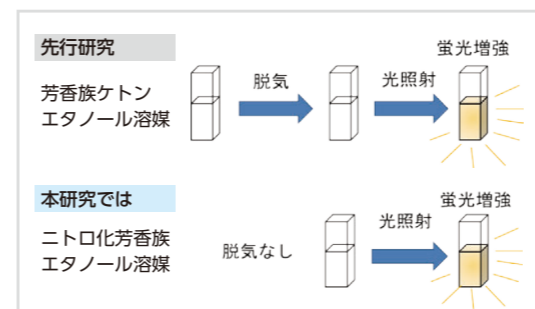 先行研究
芳香族ケトン
エタノール溶媒
脱気
光照射
蛍光増強
本研究では
ニトロ化芳香族
エタノール溶媒
脱気なし
光照射
蛍光増強